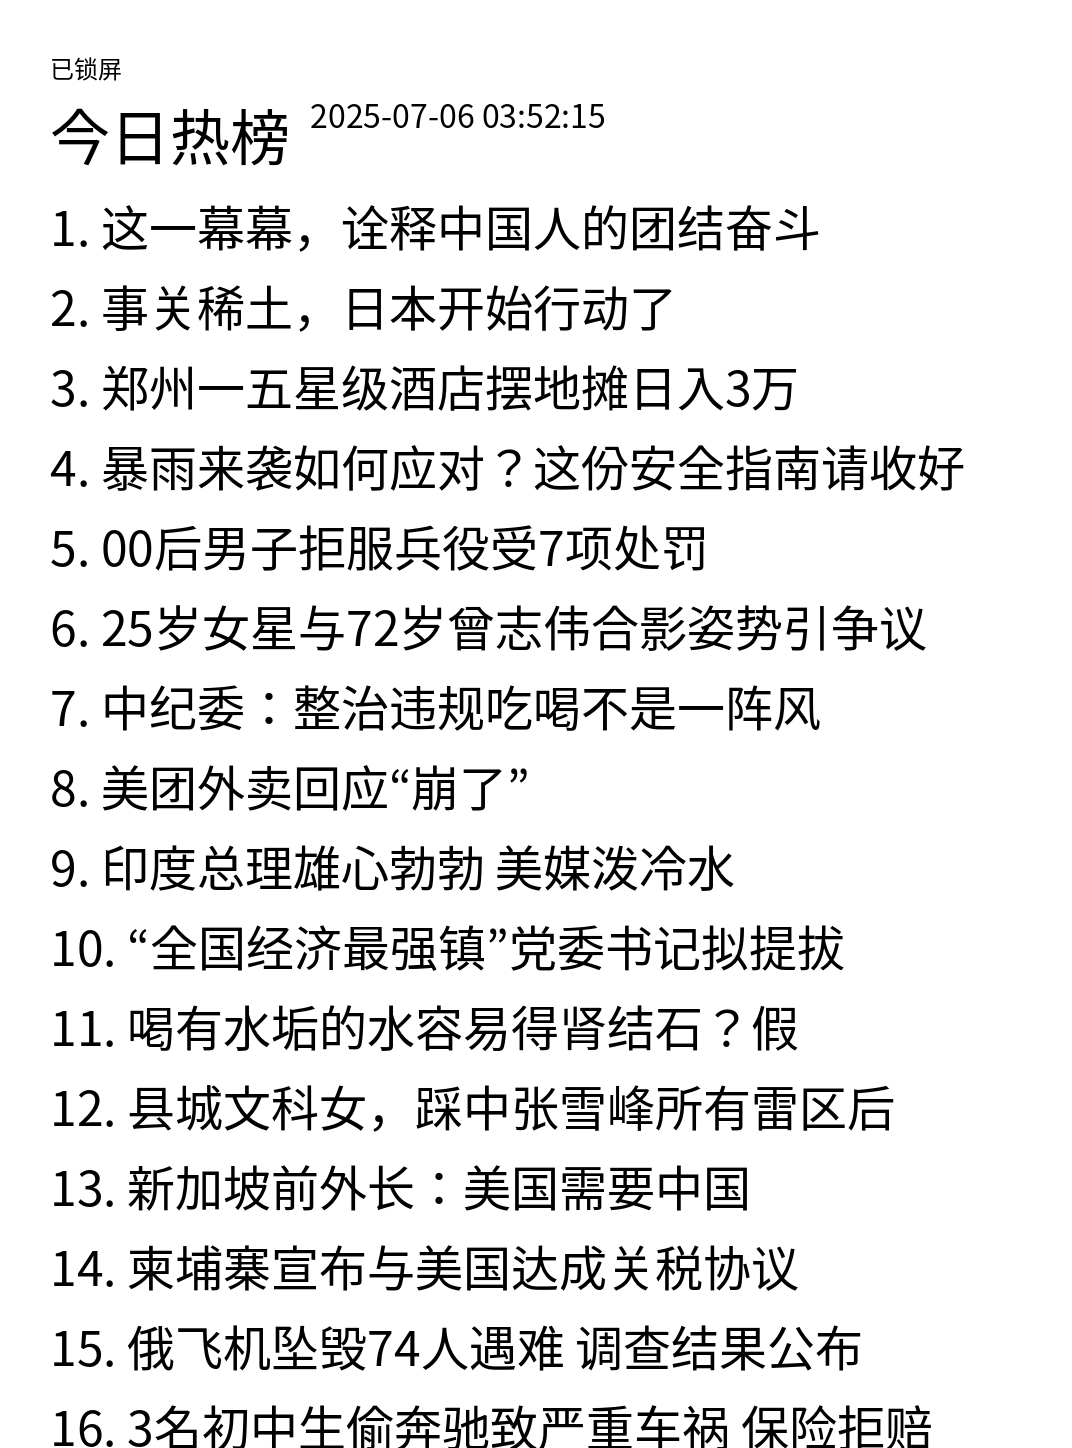 已锁屏
今日热榜 2025-07-06 03:52:15
1. 这一幕幕，诠释中国人的团结奋斗
2. 事关稀土，日本开始行动了
3. 郑州一五星级酒店摆地摊日入3万
4. 暴雨来袭如何应对？这份安全指南请收好
5. 00后男子拒服兵役受7项处罚
6. 25岁女星与72岁曾志伟合影姿势引争议
7. 中纪委：整治违规吃喝不是一阵风
8. 美团外卖回应“崩了”
9. 印度总理雄心勃勃 美媒泼冷水
10. “全国经济最强镇”党委书记拟提拔
11. 喝有水垢的水容易得肾结石？假
12. 县城文科女，踩中张雪峰所有雷区后
13. 新加坡前外长：美国需要中国
14. 柬埔寨宣布与美国达成关税协议
15. 俄飞机坠毁74人遇难 调查结果公布
16. 3名初中生偷奔驰致严重车祸 保险拒赔